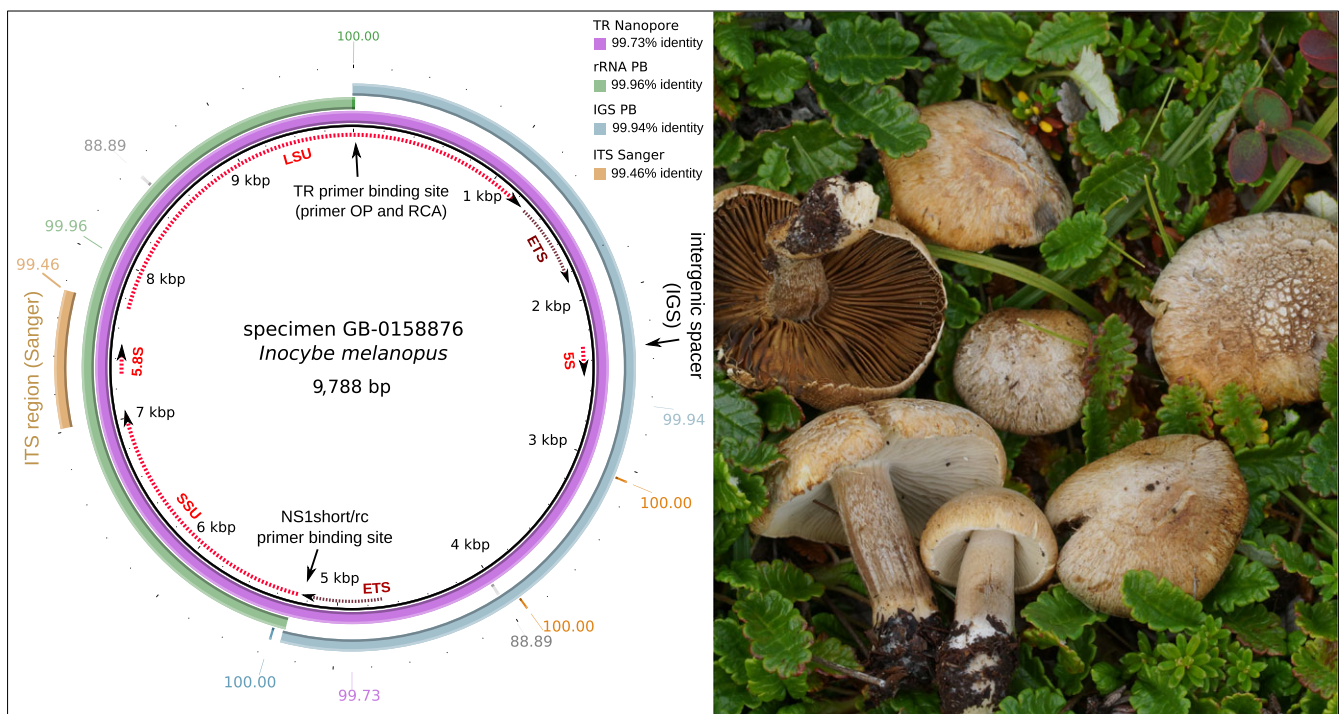 100.00
TR Nanopore
99.73% identity
rRNA PB
99.96% identity
IGS PB
99.94% identity
ITS Sanger
99.46% identity
88.89
LSU
9 kbp
TR primer binding site
(primer OP and RCA)
1 kbp
ETS
99.96
99.46
8 kbp
2 kbp
intergenic spacer
(IGS)
specimen GB-0158876
Inocybe melanopus
9,788 bp
5.8S
5S
ITS region (Sanger)
7 kbp
99.94
3 kbp
100.00
SSU
6 kbp
NS1short/rc
primer binding site
4 kbp
5 kbp
ETS
100.00
88.89
100.00
99.73